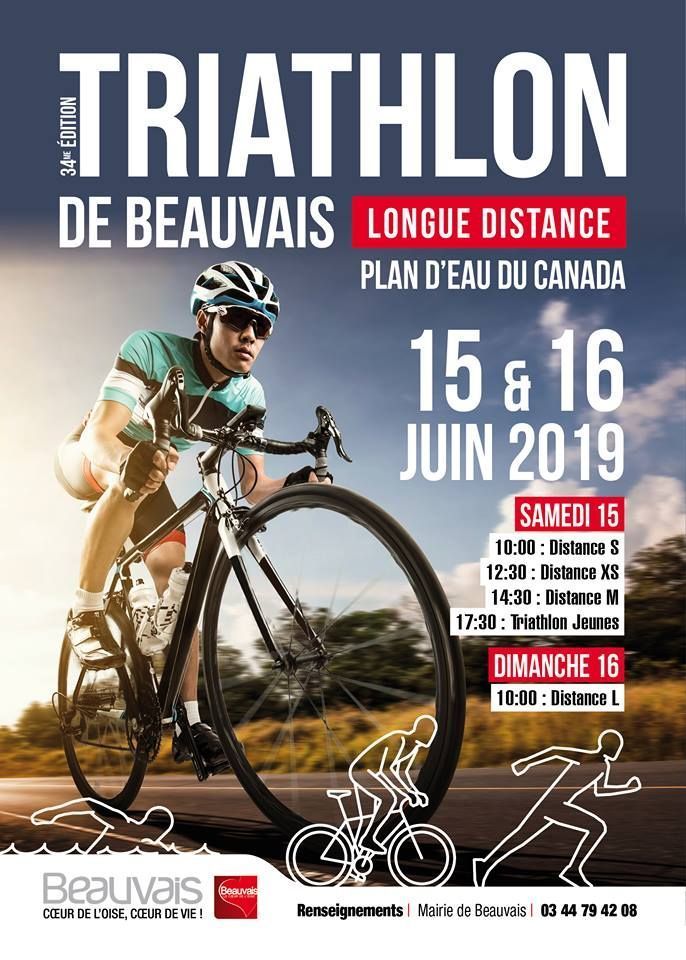 34ME ÉDITION
TRIATHLON
DE BEAUVAIS
LONGUE DISTANCE
PLAN D'EAU DU CANADA
15 & 16
JUIN 2019
SAMEDI 15
10:00 : Distance S
12:30 : Distance XS
14:30 : Distance M
17:30 : Triathlon Jeunes
DIMANCHE 16
10:00 : Distance L
Beauvais
CŒUR DE L'OISE, CŒUR DE VIE !
Beauvais
Renseignements | Mairie de Beauvais | 03 44 79 42 08